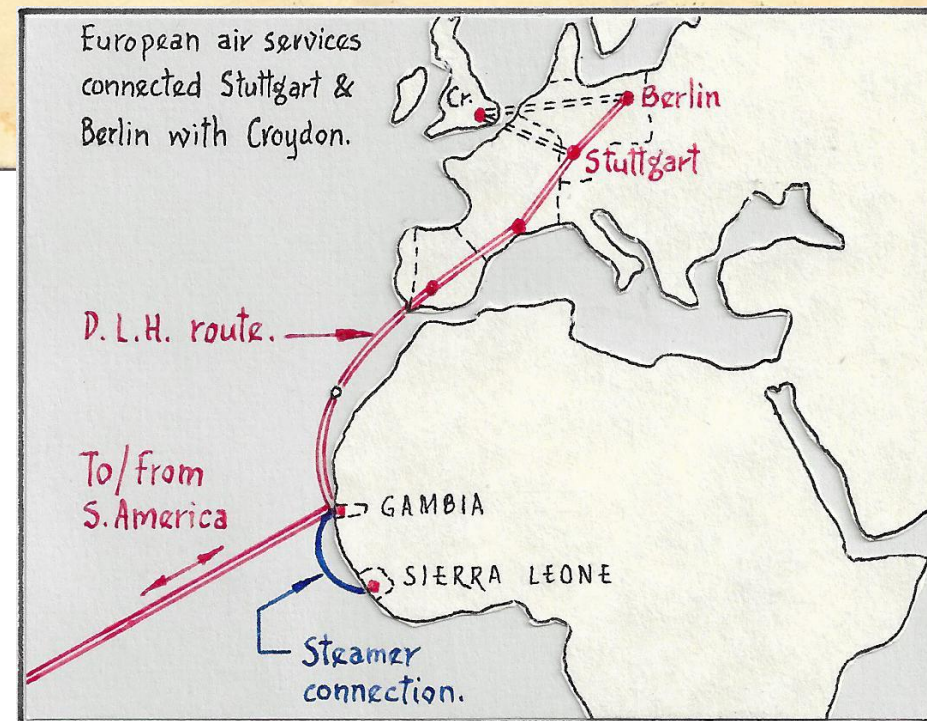 European air services
connected Stuttgart &
Berlin with Croydon.
Cr.
Berlin
Stuttgart
D.L.H. route.
To/from
S. America
GAMBIA
SIERRA LEONE
Steamer
connection.